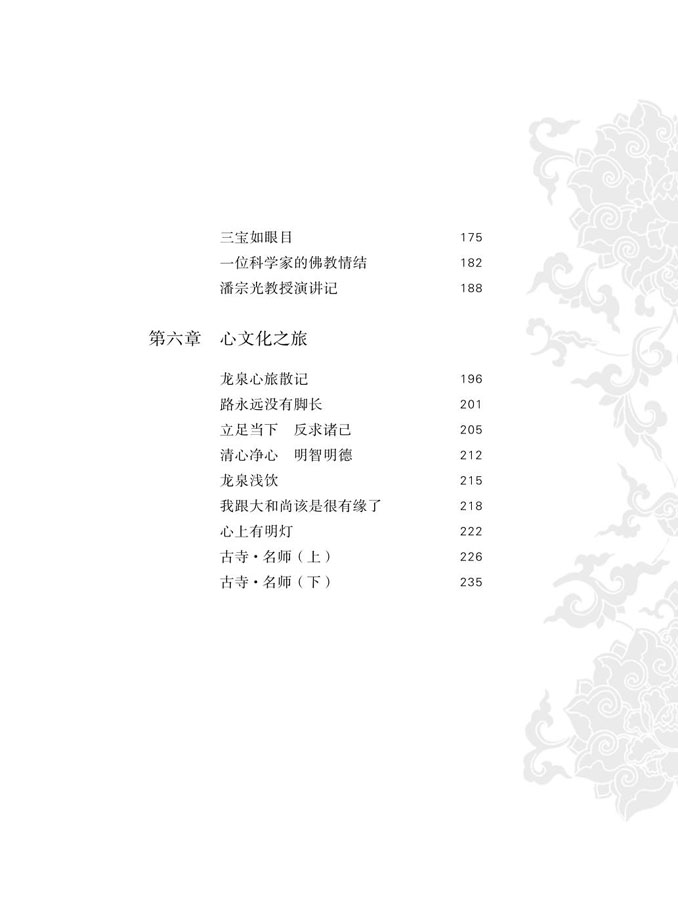 三宝如眼目 175
一位科学家的佛教情结 182
潘宗光教授演讲记 188
第六章 心文化之旅
龙泉心旅散记 196
路永远没有脚长 201
立足当下 反求诸己 205
清心净心 明智明德 212
龙泉浅饮 215
我跟大和尚该是很有缘了 218
心上有明灯 222
古寺·名师（上） 226
古寺·名师（下） 235